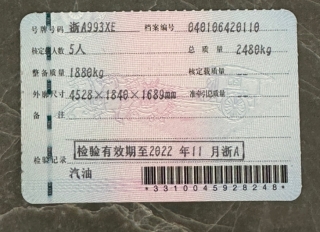 号牌号码 浙A993XE 档案编号 040106420110
核定载人数 5人 总质量 2480kg
整备质量 1880kg 核定载质量 --
外廓尺寸 4528×1840×1689mm 准牵引总质量 --
备注
检验有效期至2022 年11 月浙A
检验记录
汽油
*3310045928248*